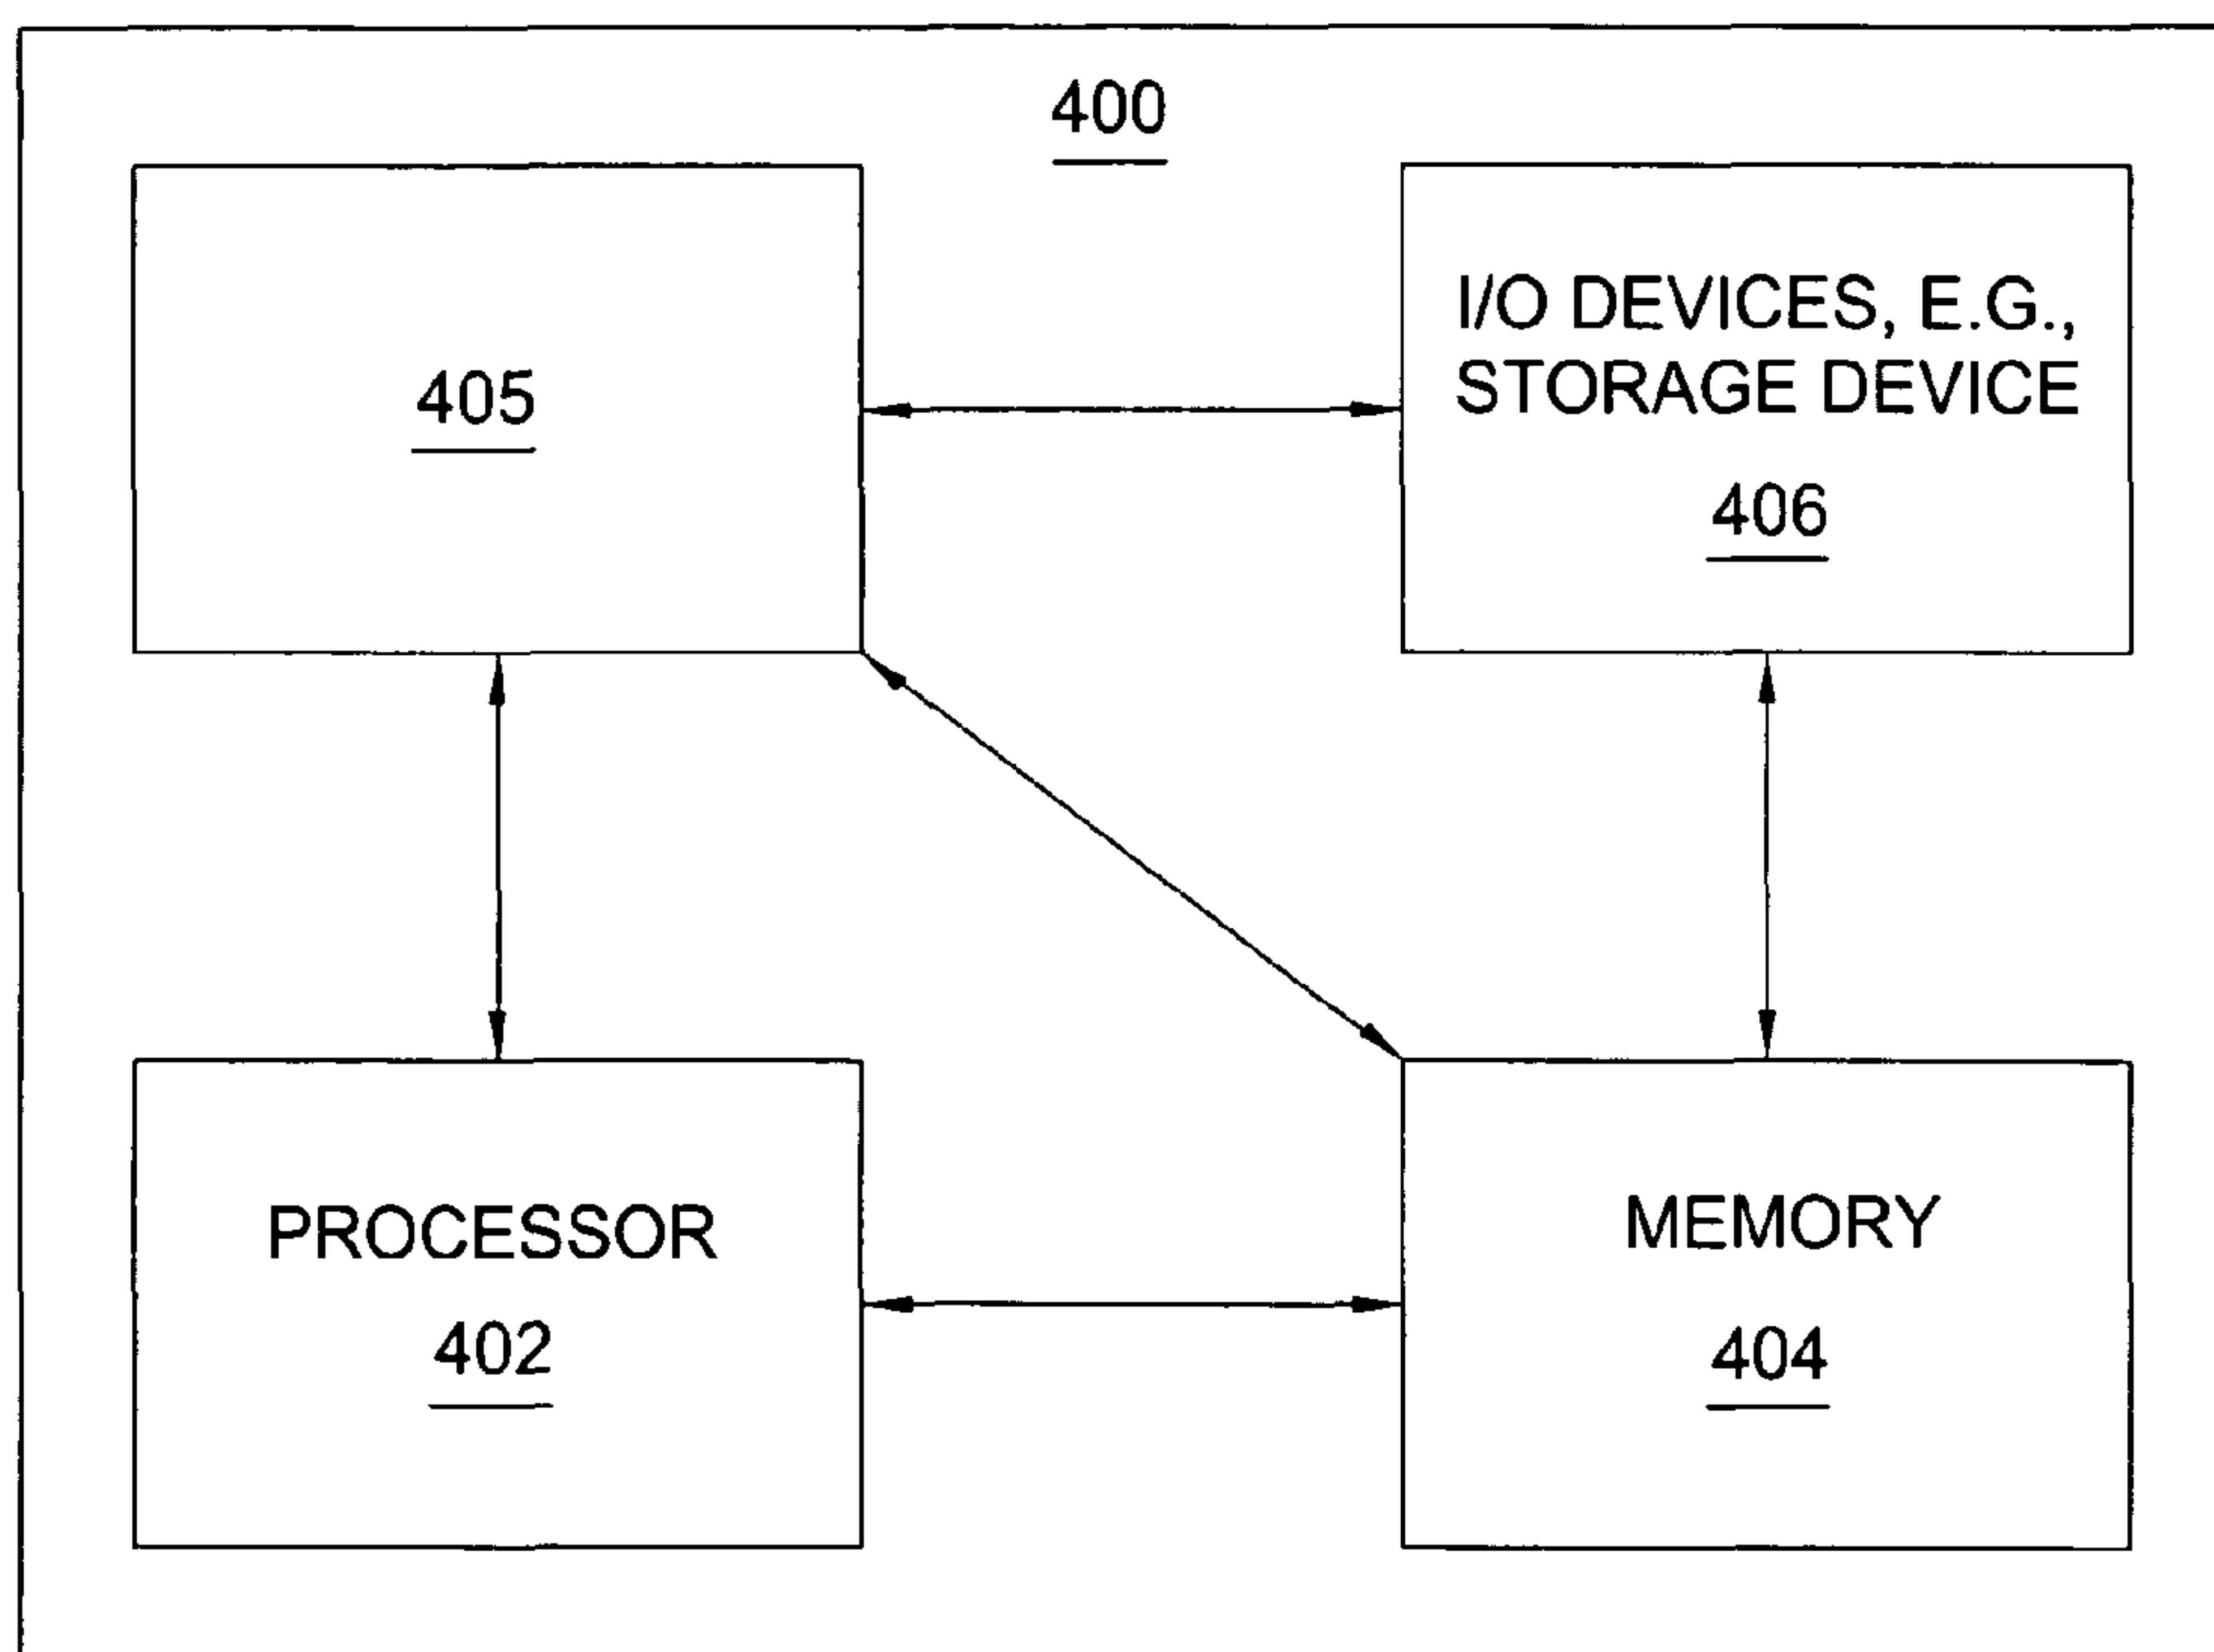 400
405
I/O DEVICES, E.G.,
STORAGE DEVICE
406
PROCESSOR
402
MEMORY
404